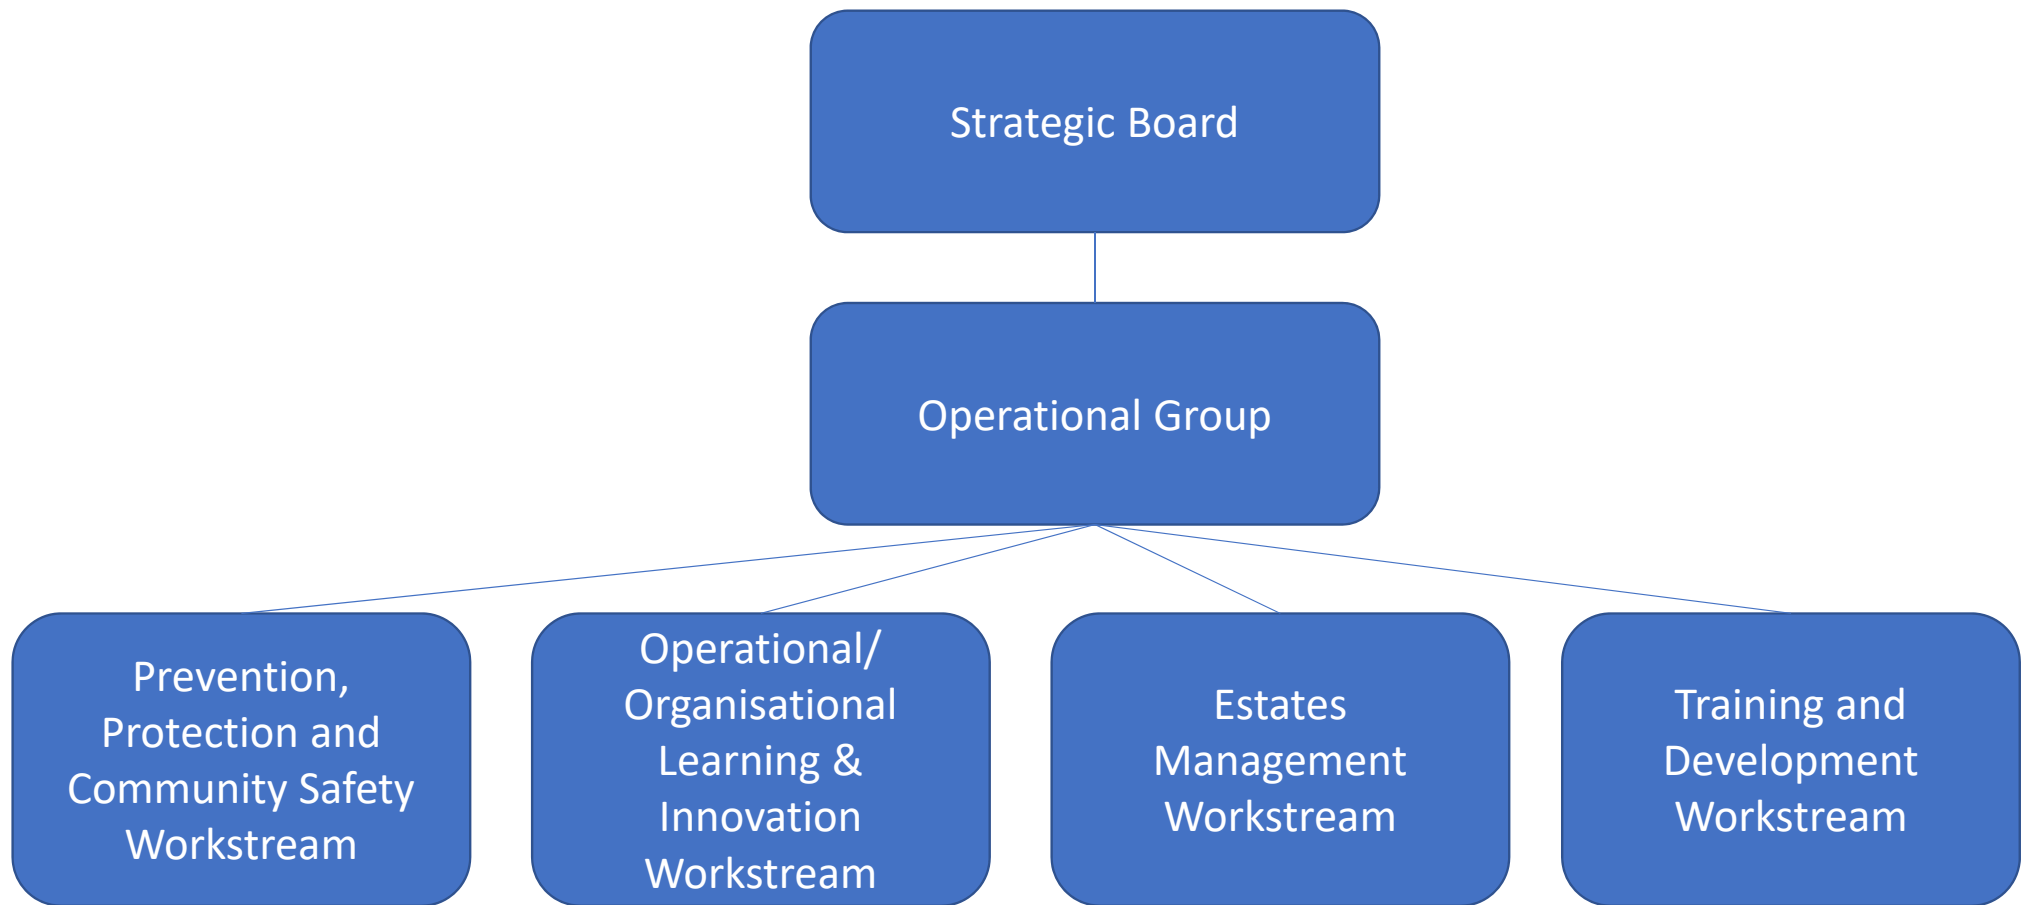 Strategic Board
Operational Group
Prevention,
Protection and
Community Safety
Workstream
Operational/
Organisational
Learning &
Innovation
Workstream
Estates
Management
Workstream
Training and
Development
Workstream